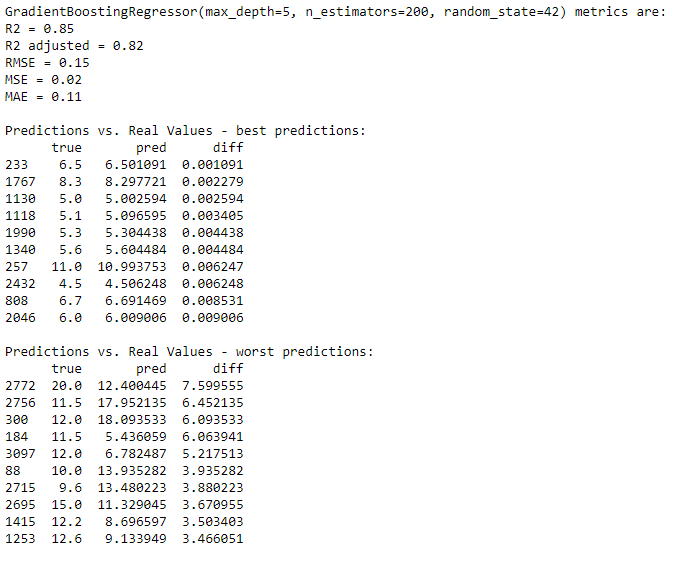 GradientBoostingRegressor(max_depth=5, n_estimators=200, random_state=42) metrics are:
R2 = 0.85
R2 adjusted = 0.82
RMSE = 0.15
MSE = 0.02
MAE = 0.11

Predictions vs. Real Values - best predictions:
      true       pred      diff
233    6.5   6.501091  0.001091
1767   8.3   8.297721  0.002279
1130   5.0   5.002594  0.002594
1118   5.1   5.096595  0.003405
1990   5.3   5.304438  0.004438
1340   5.6   5.604484  0.004484
257   11.0  10.993753  0.006247
2432   4.5   4.506248  0.006248
808    6.7   6.691469  0.008531
2046   6.0   6.009006  0.009006

Predictions vs. Real Values - worst predictions:
      true       pred      diff
2772  20.0  12.400445  7.599555
2756  11.5  17.952135  6.452135
300   12.0  18.093533  6.093533
184   11.5   5.436059  6.063941
3097  12.0   6.782487  5.217513
88    10.0  13.935282  3.935282
2715   9.6  13.480223  3.880223
2695  15.0  11.329045  3.670955
1415  12.2   8.696597  3.503403
1253  12.6   9.133949  3.466051